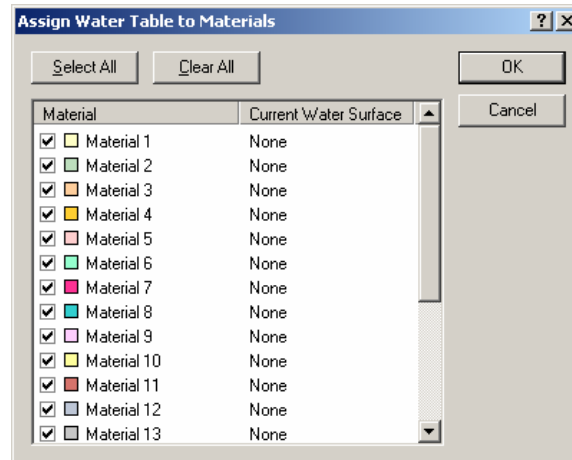 Assign Water Table to Materials
Select All Clear All OK
Material Current Water Surface Cancel
Material 1 None
Material 2 None
Material 3 None
Material 4 None
Material 5 None
Material 6 None
Material 7 None
Material 8 None
Material 9 None
Material 10 None
Material 11 None
Material 12 None
Material 13 None